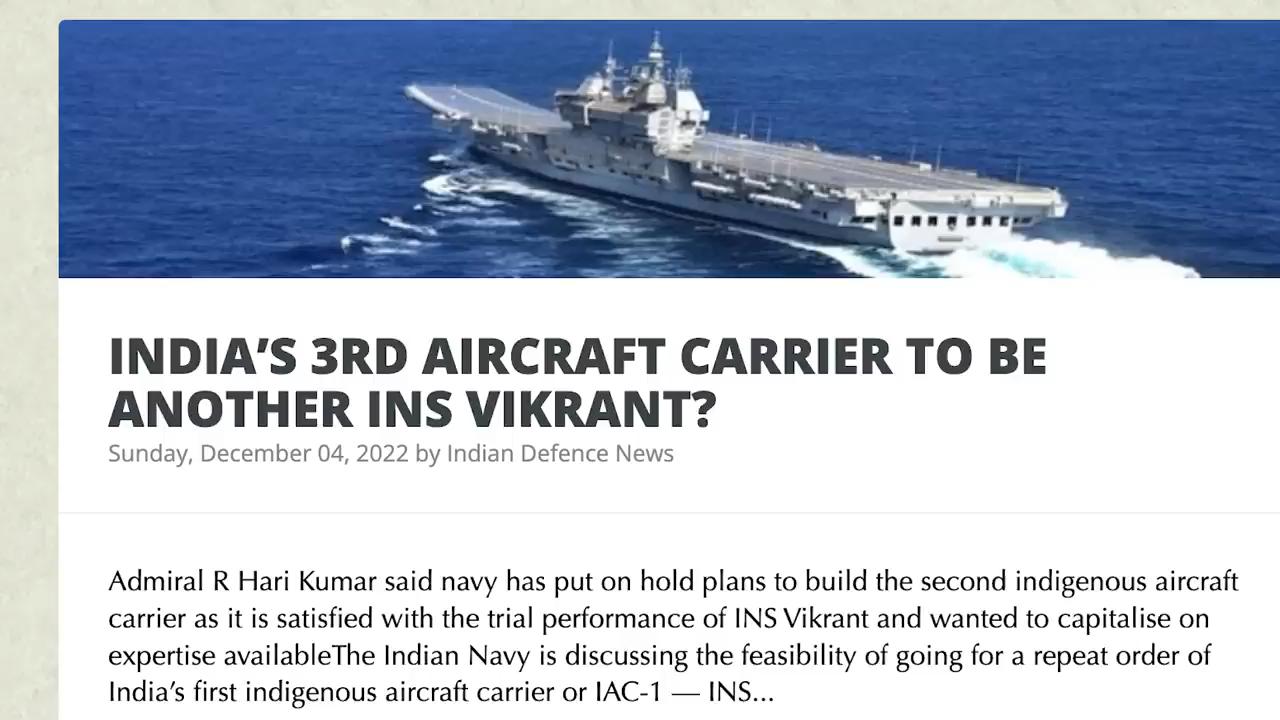 INDIA’S 3RD AIRCRAFT CARRIER TO BE
ANOTHER INS VIKRANT?
Sunday, December 04, 2022 by Indian Defence News
Admiral R Hari Kumar said navy has put on hold plans to build the second indigenous aircraft
carrier as it is satisfied with the trial performance of INS Vikrant and wanted to capitalise on
expertise availableThe Indian Navy is discussing the feasibility of going for a repeat order of
India’s first indigenous aircraft carrier or IAC-1 — INS...